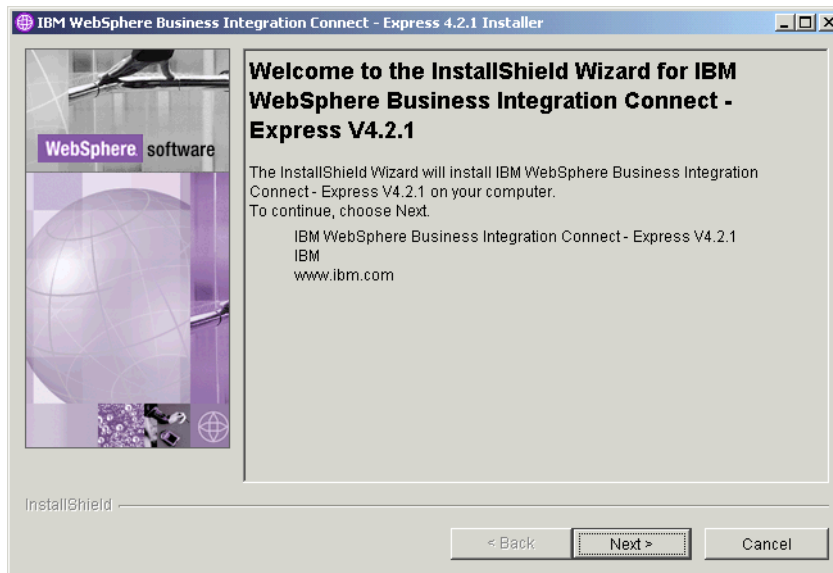 IBM WebSphere Business Integration Connect - Express 4.2.1 Installer
WebSphere software
Welcome to the InstallShield Wizard for IBM
WebSphere Business Integration Connect -
Express V4.2.1
The InstallShield Wizard will install IBM WebSphere Business Integration
Connect - Express V4.2.1 on your computer.
To continue, choose Next.
IBM WebSphere Business Integration Connect - Express V4.2.1
IBM
www.ibm.com
InstallShield
< Back
Next >
Cancel